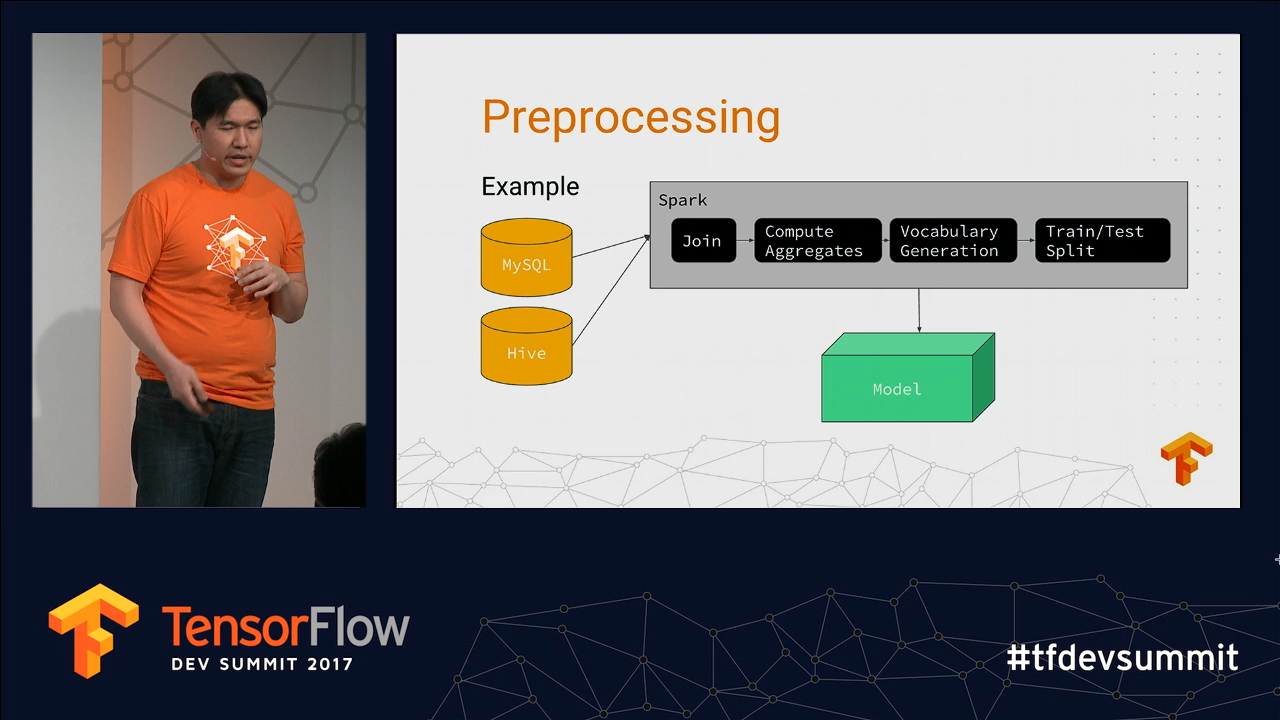 Preprocessing
Example
MySQL
Hive
Spark
Join
Compute
Aggregates
Vocabulary
Generation
Train/Test
Split
Model
TensorFlow
DEV SUMMIT 2017
#tfdevsummit